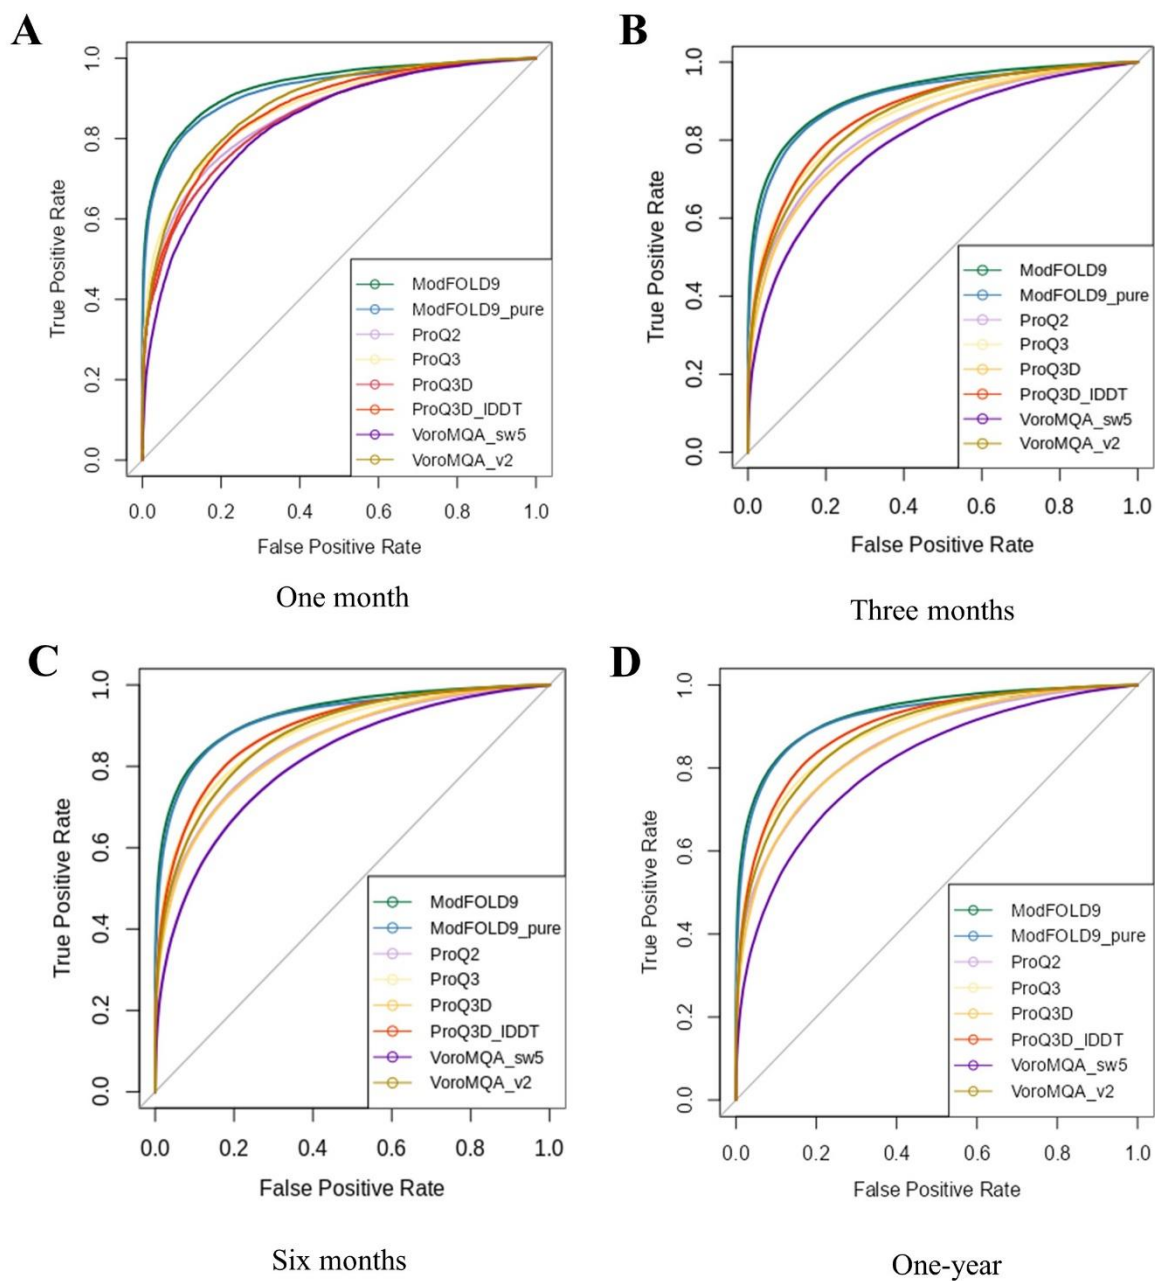 A
True Positive Rate
1.0
0.8
0.6
0.4
0.2
0.0
ModFOLD9
ModFOLD9_pure
ProQ2
ProQ3
ProQ3D
ProQ3D_lDDT
VoroMQA_sw5
VoroMQA_v2
0.0 0.2 0.4 0.6 0.8 1.0
False Positive Rate
One month
B
True Positive Rate
1.0
0.8
0.6
0.4
0.2
0.0
ModFOLD9
ModFOLD9_pure
ProQ2
ProQ3
ProQ3D
ProQ3D_lDDT
VoroMQA_sw5
VoroMQA_v2
0.0 0.2 0.4 0.6 0.8 1.0
False Positive Rate
Three months
C
True Positive Rate
1.0
0.8
0.6
0.4
0.2
0.0
ModFOLD9
ModFOLD9_pure
ProQ2
ProQ3
ProQ3D
ProQ3D_lDDT
VoroMQA_sw5
VoroMQA_v2
0.0 0.2 0.4 0.6 0.8 1.0
False Positive Rate
Six months
D
True Positive Rate
1.0
0.8
0.6
0.4
0.2
0.0
ModFOLD9
ModFOLD9_pure
ProQ2
ProQ3
ProQ3D
ProQ3D_lDDT
VoroMQA_sw5
VoroMQA_v2
0.0 0.2 0.4 0.6 0.8 1.0
False Positive Rate
One-year